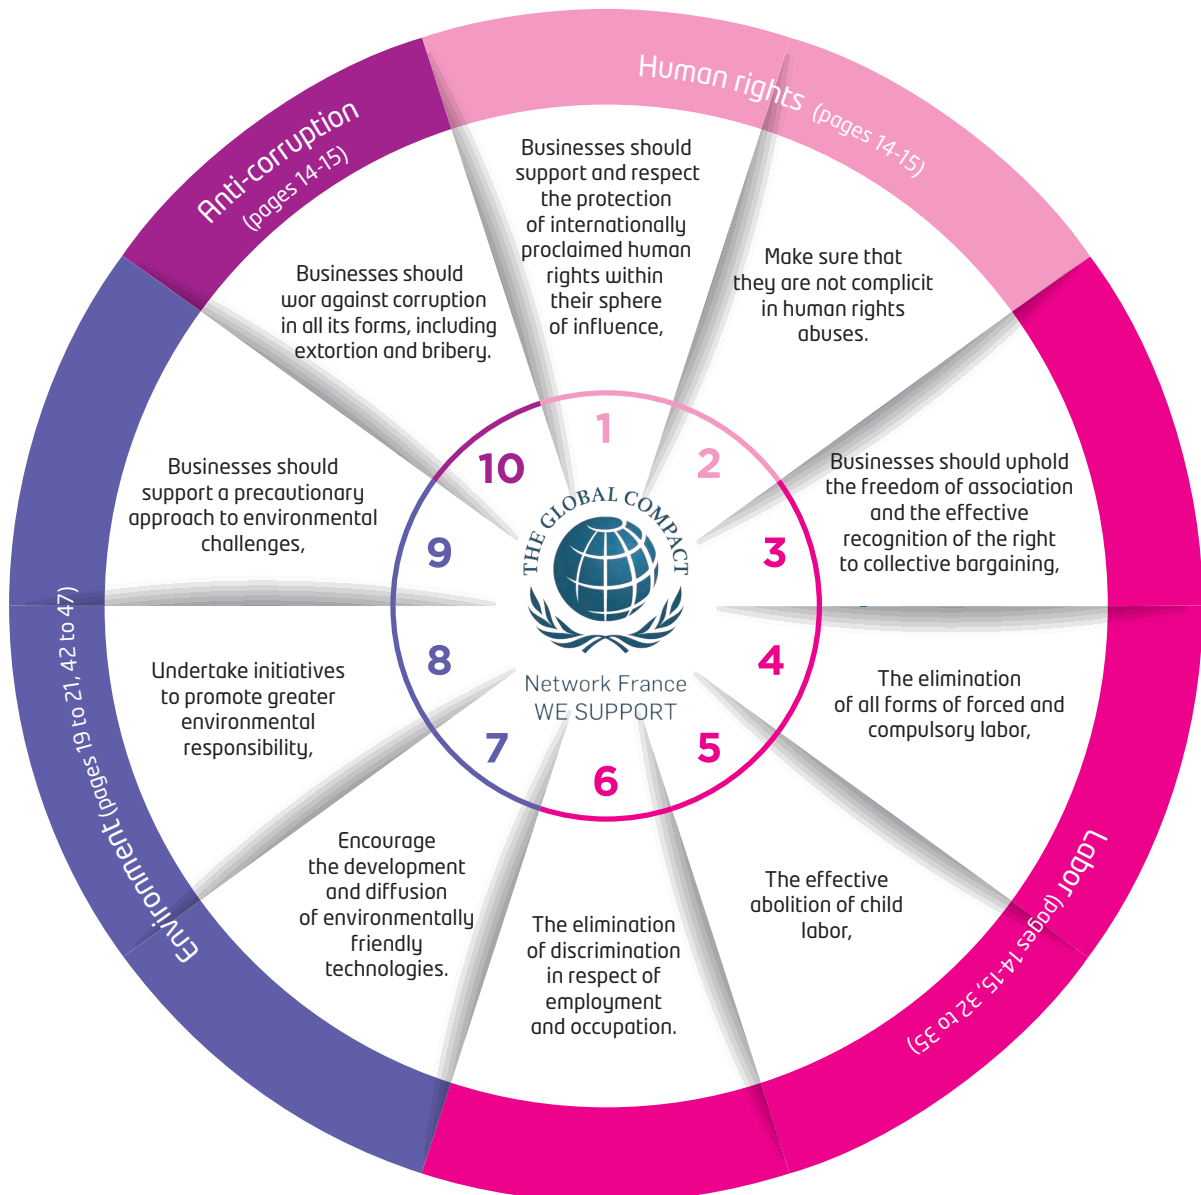 Human rights (pages 14-15)
1
Businesses should
support and respect
the protection
of internationally
proclaimed human
rights within
their sphere
of influence,
2
Make sure that
they are not complicit
in human rights
abuses.
Labor (pages 14-15, 32 to 35)
3
Businesses should uphold
the freedom of association
and the effective
recognition of the right
to collective bargaining,
4
The elimination
of all forms of forced and
compulsory labor,
5
The effective
abolition of child
labor,
6
The elimination
of discrimination
in respect of
employment
and occupation.
Environment (pages 19 to 21, 42 to 47)
7
Encourage
the development
and diffusion
of environmentally
friendly
technologies.
8
Undertake initiatives
to promote greater
environmental
responsibility,
9
Businesses should
support a precautionary
approach to environmental
challenges,
Anti-corruption
(pages 14-15)
10
Businesses should
wor against corruption
in all its forms, including
extortion and bribery.
THE GLOBAL COMPACT
Network France
WE SUPPORT